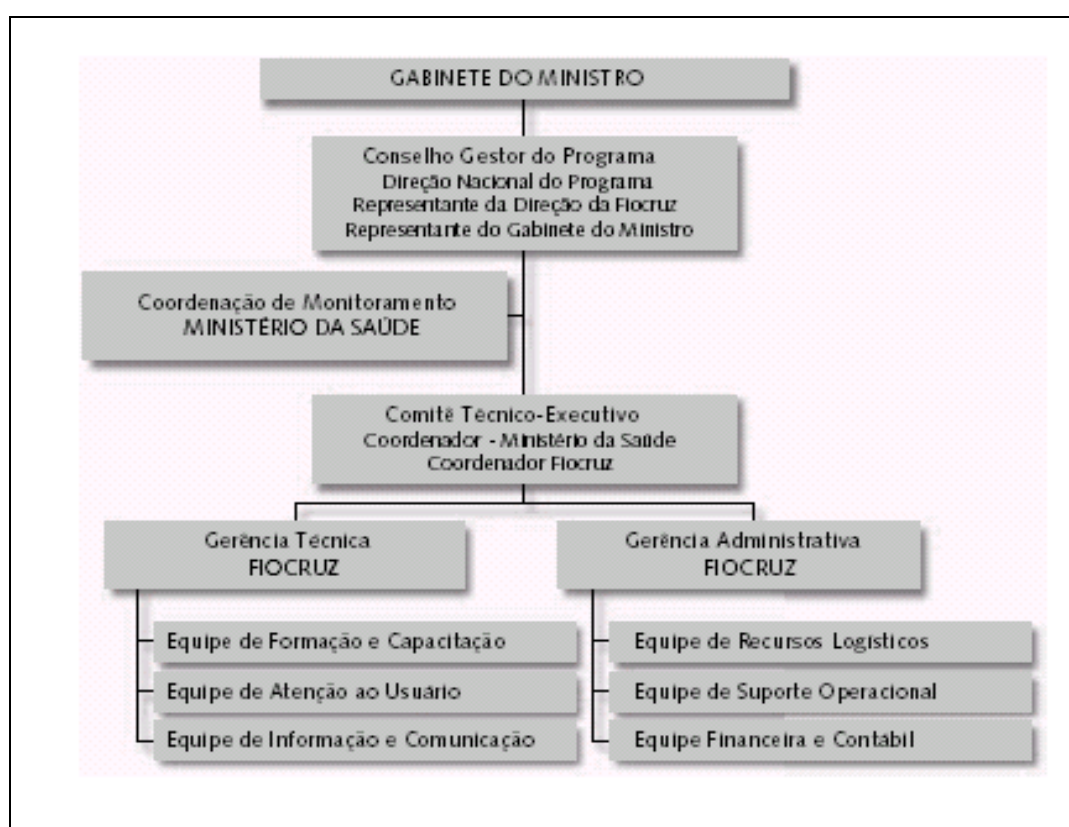 GABINETE DO MINISTRO
Conselho Gestor do Programa
Direção Nacional do Programa
Representante da Direção da Fiocruz
Representante do Gabinete do Ministro
Coordenação de Monitoramento
MINISTÉRIO DA SAÚDE
Comitê Técnico-Executivo
Coordenador - Ministério da Saúde
Coordenador Fiocruz
Gerência Técnica
FIOCRUZ
Equipe de Formação e Capacitação
Equipe de Atenção ao Usuário
Equipe de Informação e Comunicação
Gerência Administrativa
FIOCRUZ
Equipe de Recursos Logísticos
Equipe de Suporte Operacional
Equipe Financeira e Contábil